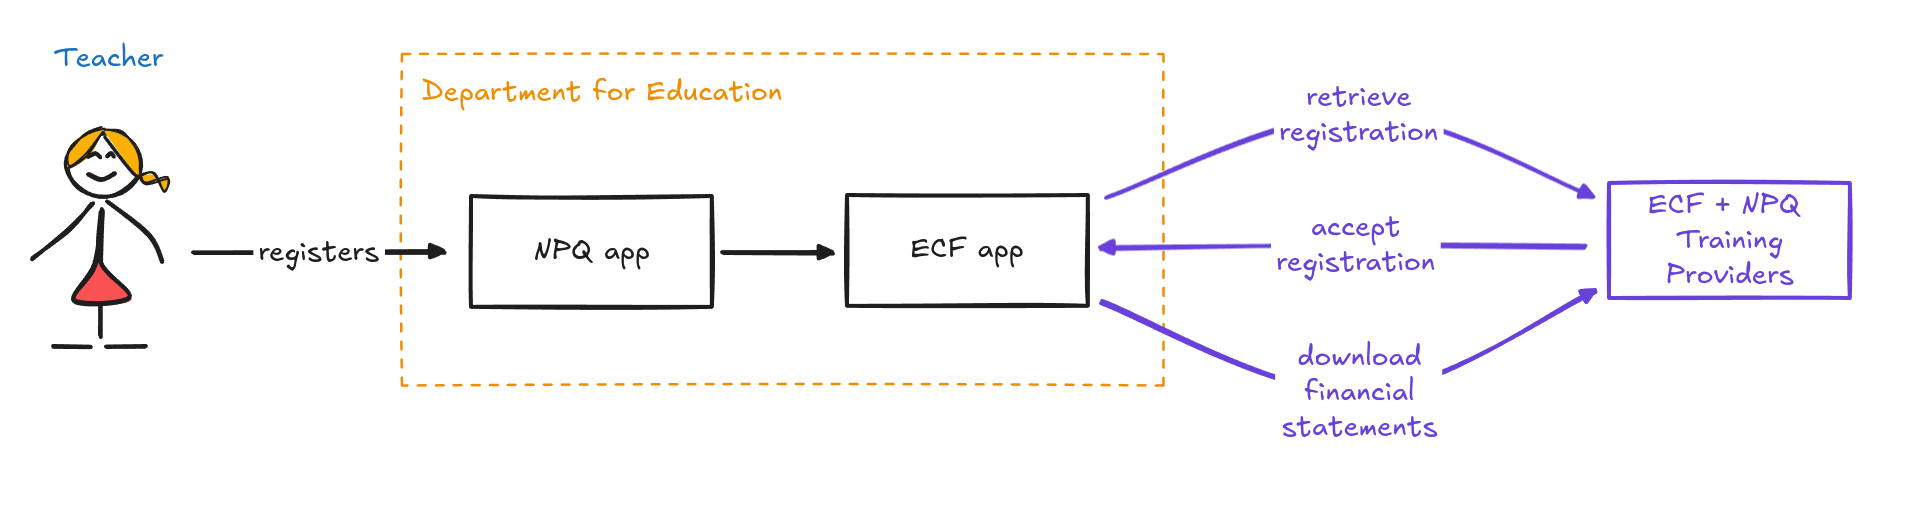 Teacher
Department for Education
registers
NPQ app
ECF app
retrieve
registration
accept
registration
download
financial
statements
ECF + NPQ
Training
Providers